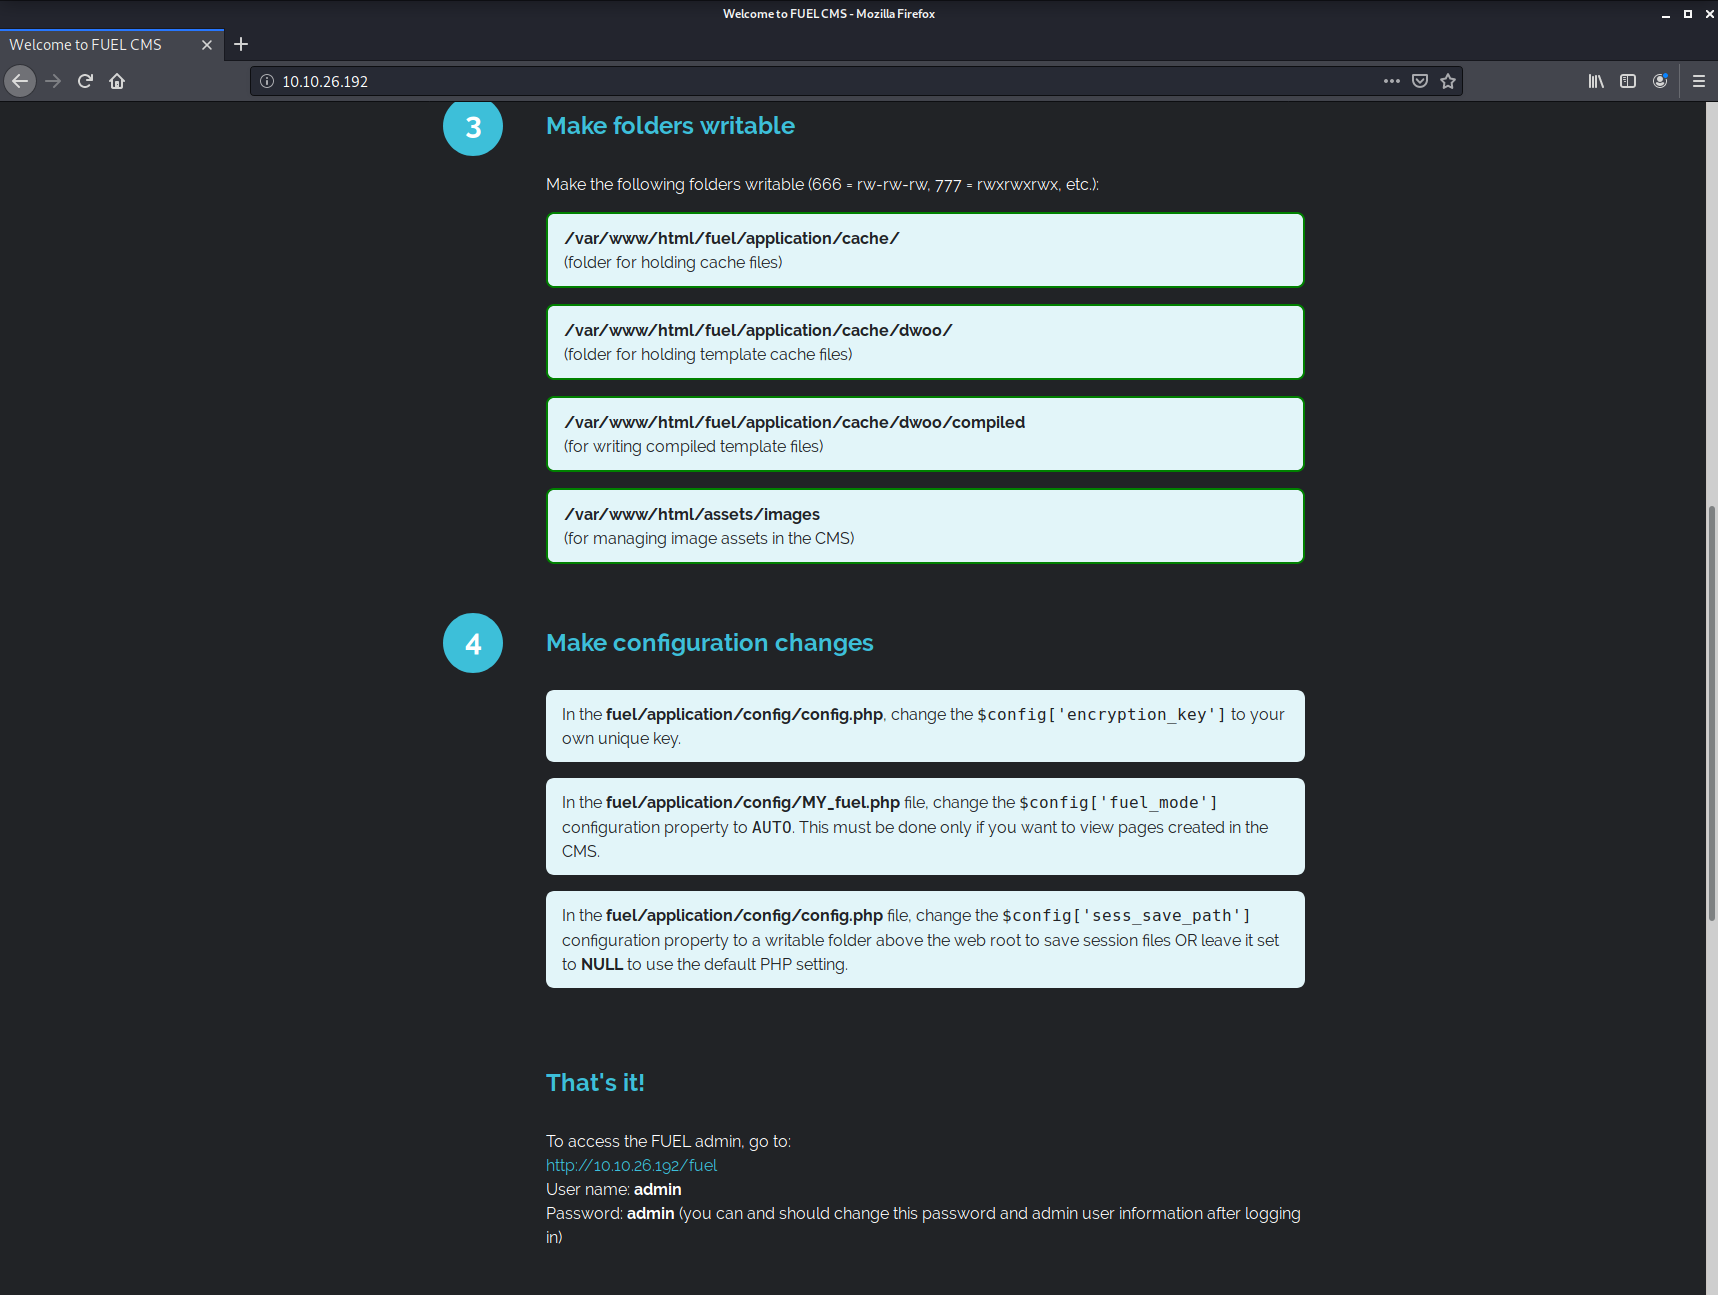 Welcome to FUEL CMS - Mozilla Firefox
Welcome to FUEL CMS
10.10.26.192
3
Make folders writable
Make the following folders writable (666 = rw-rw-rw, 777 = rwxrwxrwx, etc.):
/var/www/html/fuel/application/cache/
(folder for holding cache files)
/var/www/html/fuel/application/cache/dwoo/
(folder for holding template cache files)
/var/www/html/fuel/application/cache/dwoo/compiled
(for writing compiled template files)
/var/www/html/assets/images
(for managing image assets in the CMS)
4
Make configuration changes
In the fuel/application/config/config.php, change the $config['encryption_key'] to your
own unique key.
In the fuel/application/config/MY_fuel.php file, change the $config['fuel_mode']
configuration property to AUTO. This must be done only if you want to view pages created in the
CMS.
In the fuel/application/config/config.php file, change the $config['sess_save_path']
configuration property to a writable folder above the web root to save session files OR leave it set
to NULL to use the default PHP setting.
That's it!
To access the FUEL admin, go to:
http://10.10.26.192/fuel
User name: admin
Password: admin (you can and should change this password and admin user information after logging
in)